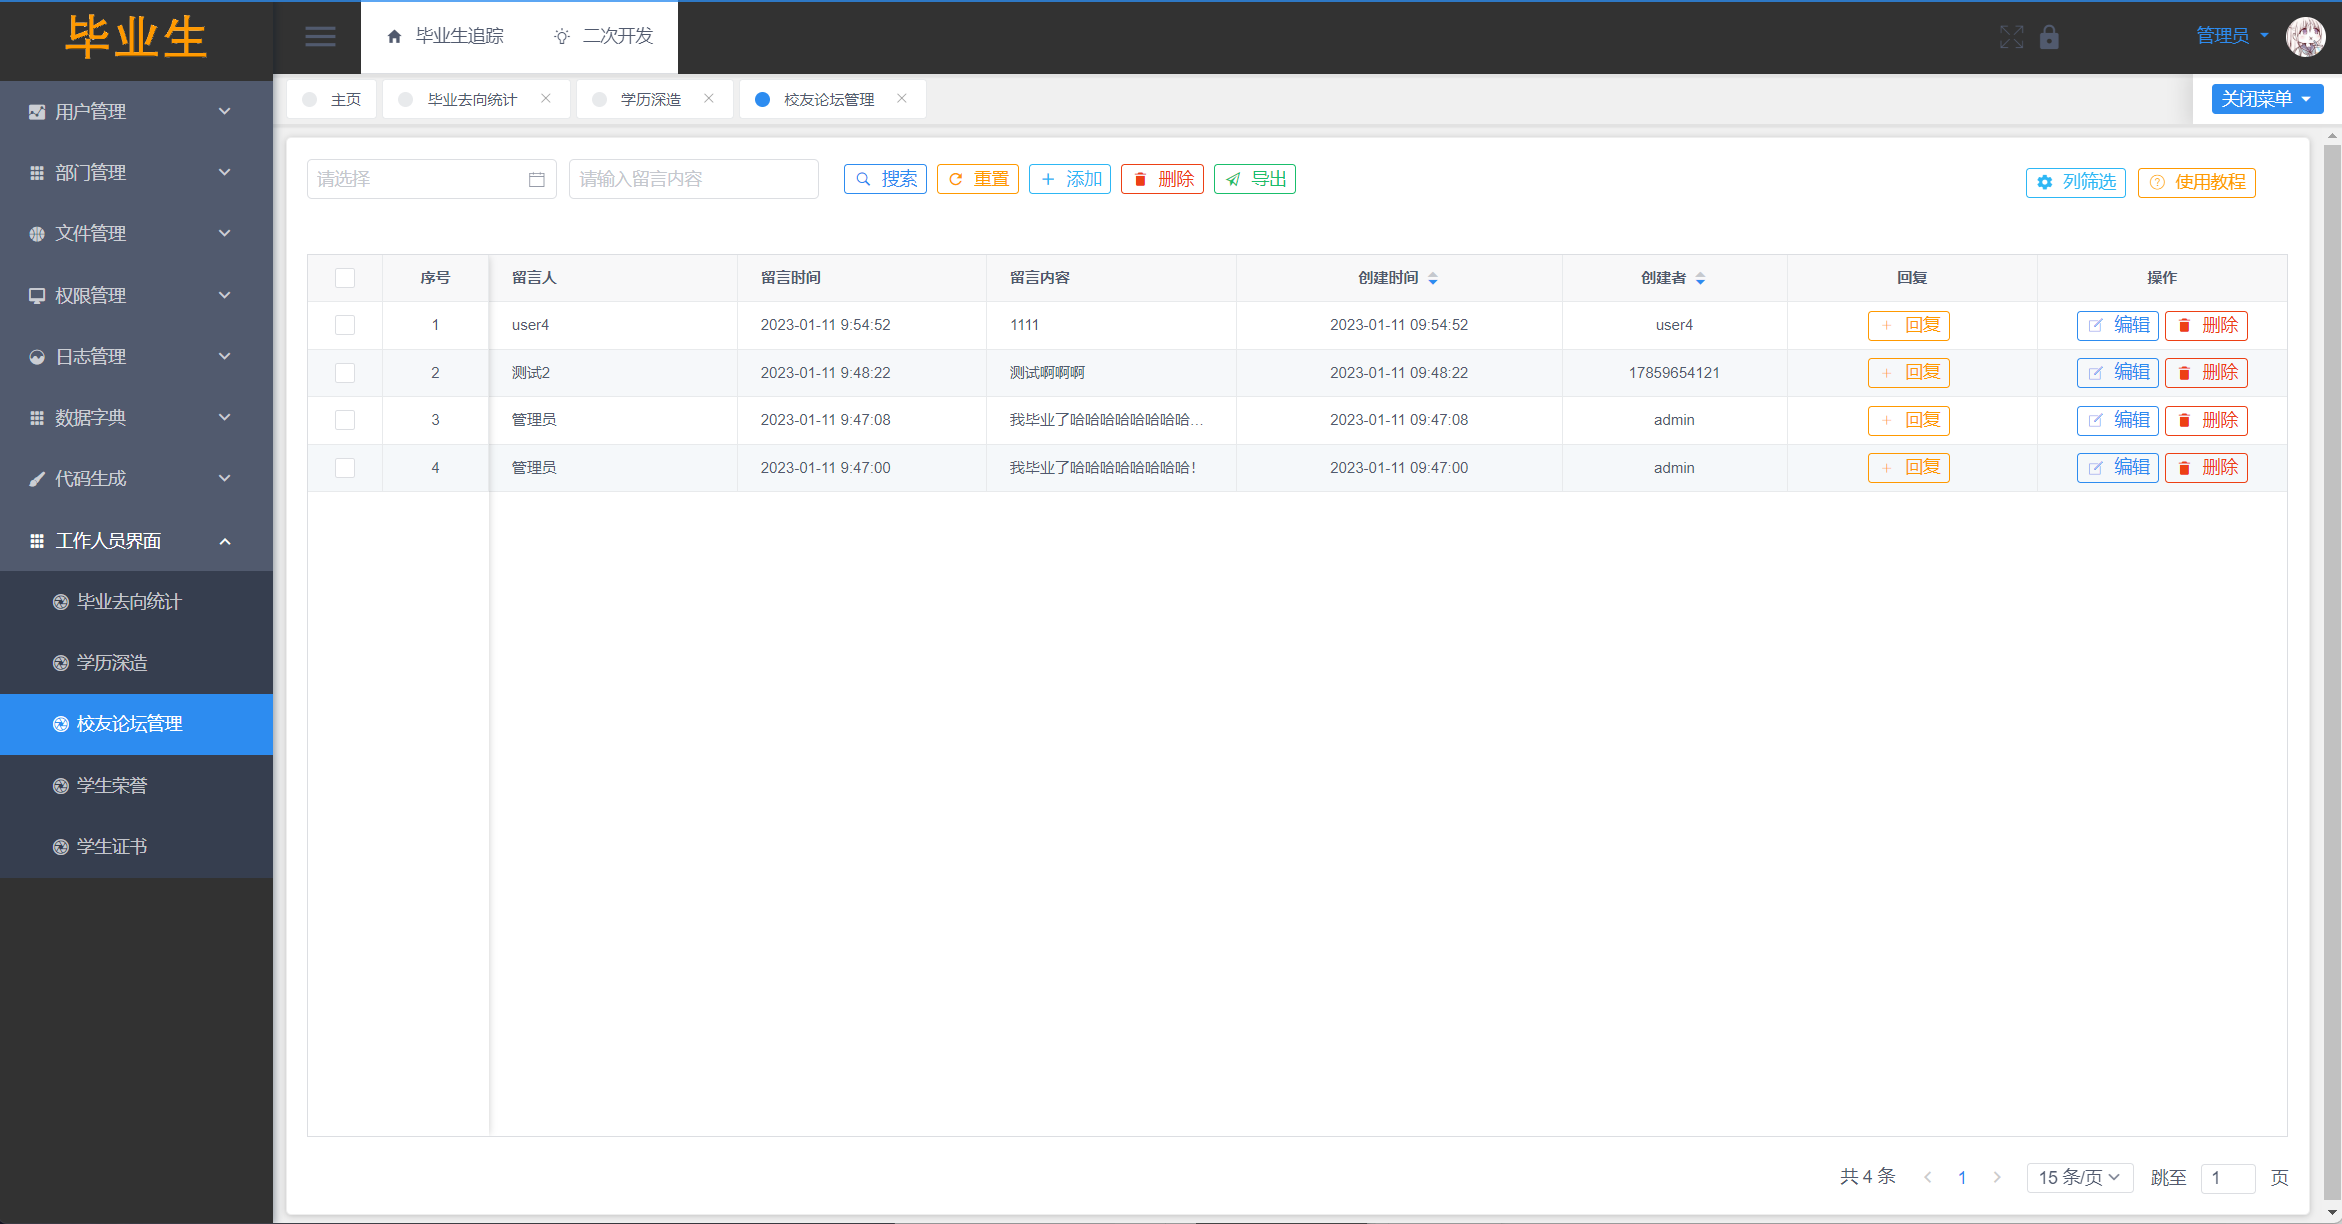 毕业生
毕业生追踪
二次开发
管理员
用户管理
部门管理
文件管理
权限管理
日志管理
数据字典
代码生成
工作人员界面
毕业去向统计
学历深造
校友论坛管理
学生荣誉
学生证书
主页 毕业去向统计 学历深造 校友论坛管理 关闭菜单
请选择 请输入留言内容 搜索 重置 添加 删除 导出 列筛选 使用教程
序号 留言人 留言时间 留言内容 创建时间 创建者 回复 操作
1 user4 2023-01-11 9:54:52 1111 2023-01-11 09:54:52 user4 回复 编辑 删除
2 测试2 2023-01-11 9:48:22 测试啊啊啊 2023-01-11 09:48:22 17859654121 回复 编辑 删除
3 管理员 2023-01-11 9:47:08 我毕业了哈哈哈哈哈哈哈哈... 2023-01-11 09:47:08 admin 回复 编辑 删除
4 管理员 2023-01-11 9:47:00 我毕业了哈哈哈哈哈哈哈哈! 2023-01-11 09:47:00 admin 回复 编辑 删除
共 4 条 1 15 条/页 跳至 1 页